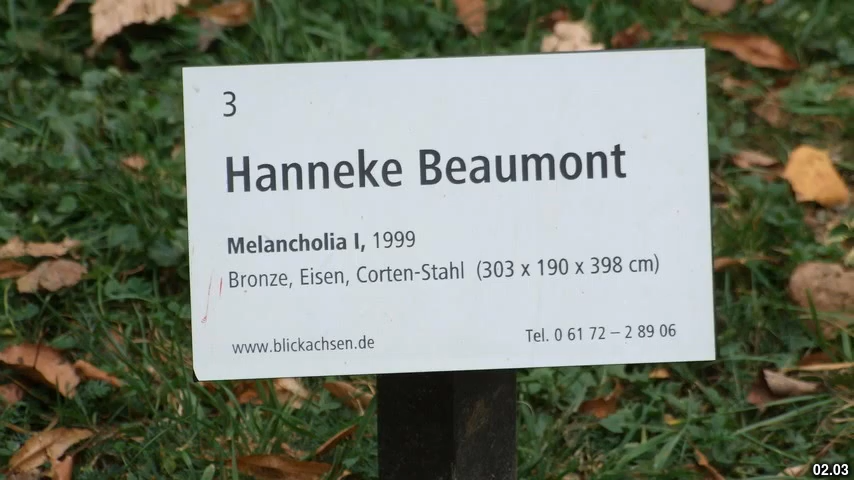 3
Hanneke Beaumont
Melancholia I, 1999
Bronze, Eisen, Corten-Stahl (303 x 190 x 398 cm)
www.blickachsen.de
Tel. 0 61 72 – 2 89 06
02.03